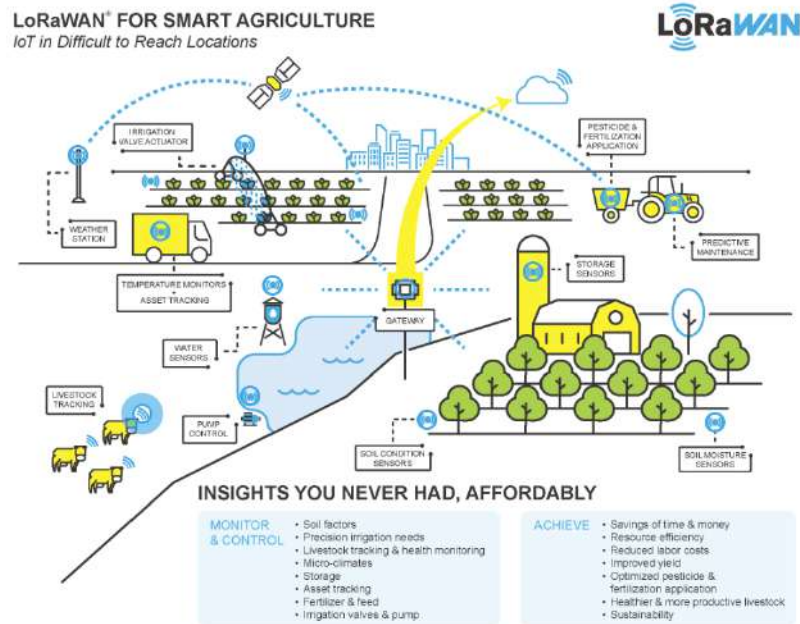 LoRaWAN® FOR SMART AGRICULTURE
IoT in Difficult to Reach Locations
LoRaWAN
IRRIGATION
VALVE ACTUATOR
PESTICIDE &
FERTILIZATION
APPLICATION
WEATHER
STATION
PREDICTIVE
MAINTENANCE
TEMPERATURE MONITORS
+
ASSET TRACKING
STORAGE
SENSORS
GATEWAY
WATER
SENSORS
LIVESTOCK
TRACKING
PUMP
CONTROL
SOIL CONDITION
SENSORS
SOIL MOISTURE
SENSORS
INSIGHTS YOU NEVER HAD, AFFORDABLY
MONITOR
& CONTROL
• Soil factors
• Precision irrigation needs
• Livestock tracking & health monitoring
• Micro-climates
• Storage
• Asset tracking
• Fertilizer & feed
• Irrigation valves & pump
ACHIEVE
• Savings of time & money
• Resource efficiency
• Reduced labor costs
• Improved yield
• Optimized pesticide &
fertilization application
• Healthier & more productive livestock
• Sustainability